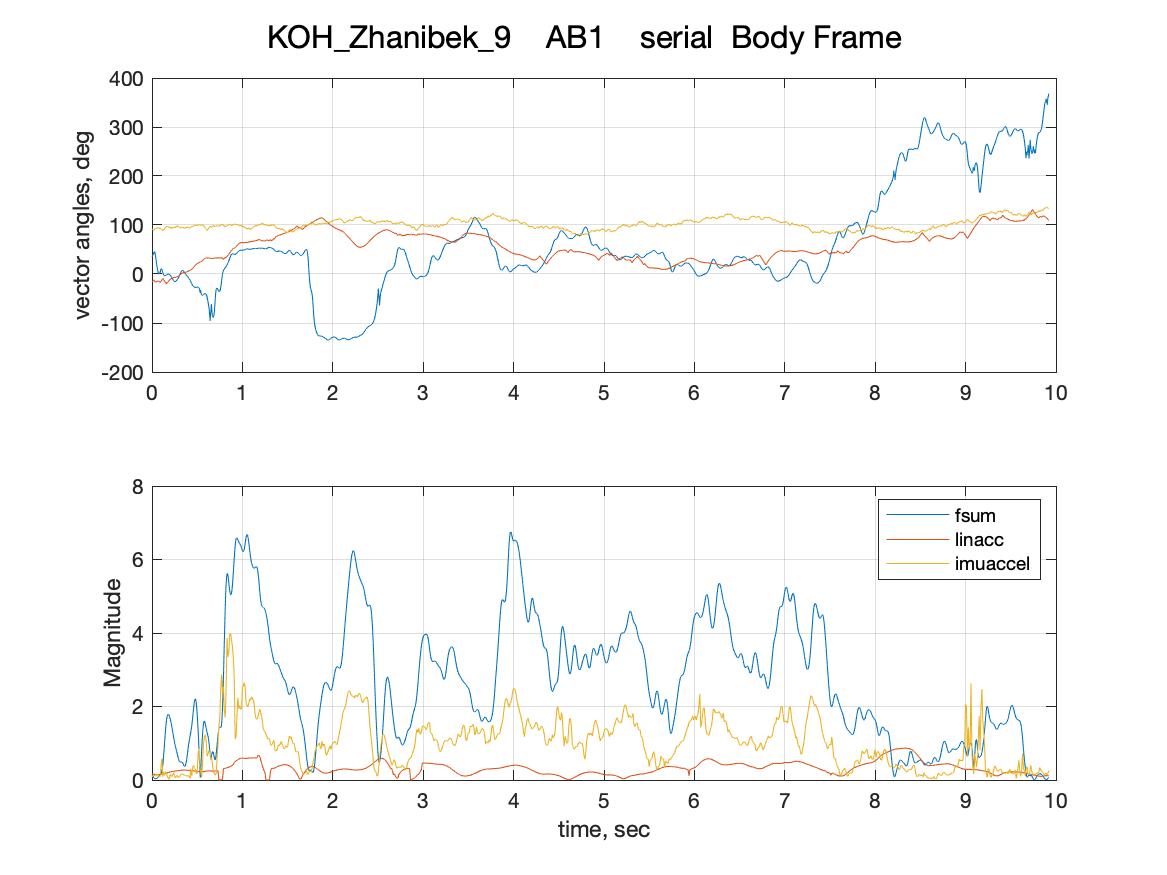 KOH_Zhanibek_9 AB1 serial Body Frame
400
300
200
100
0
-100
-200
vector angles, deg
0 1 2 3 4 5 6 7 8 9 10
8
6
4
2
0
Magnitude
fsum
linacc
imuaccel
0 1 2 3 4 5 6 7 8 9 10
time, sec